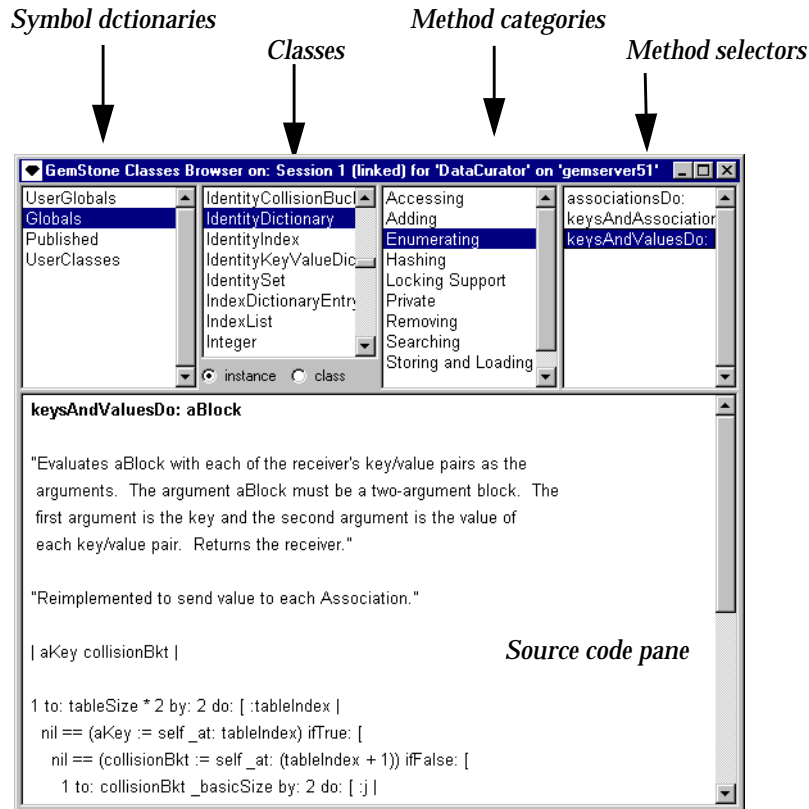 Symbol dctionaries
Classes
Method categories
Method selectors
GemStone Classes Browser on: Session 1 (linked) for 'DataCurator' on 'gemserver51'
UserGlobals
Globals
Published
UserClasses
IdentityCollisionBucl
IdentityDictionary
IdentityIndex
IdentityKeyValueDic
IdentitySet
IndexDictionaryEntry
IndexList
Integer
instance class
Accessing
Adding
Enumerating
Hashing
Locking Support
Private
Removing
Searching
Storing and Loading
associationsDo:
keysAndAssociation
keysAndValuesDo:
keysAndValuesDo: aBlock
"Evaluates aBlock with each of the receiver's key/value pairs as the
arguments. The argument aBlock must be a two-argument block. The
first argument is the key and the second argument is the value of
each key/value pair. Returns the receiver."
"Reimplemented to send value to each Association."
| aKey collisionBkt |
Source code pane
1 to: tableSize * 2 by: 2 do: [ :tableIndex |
nil == (aKey := self _at: tableIndex) ifTrue: [
nil == (collisionBkt := self _at: (tableIndex + 1)) ifFalse: [
1 to: collisionBkt _basicSize by: 2 do: [ :j |